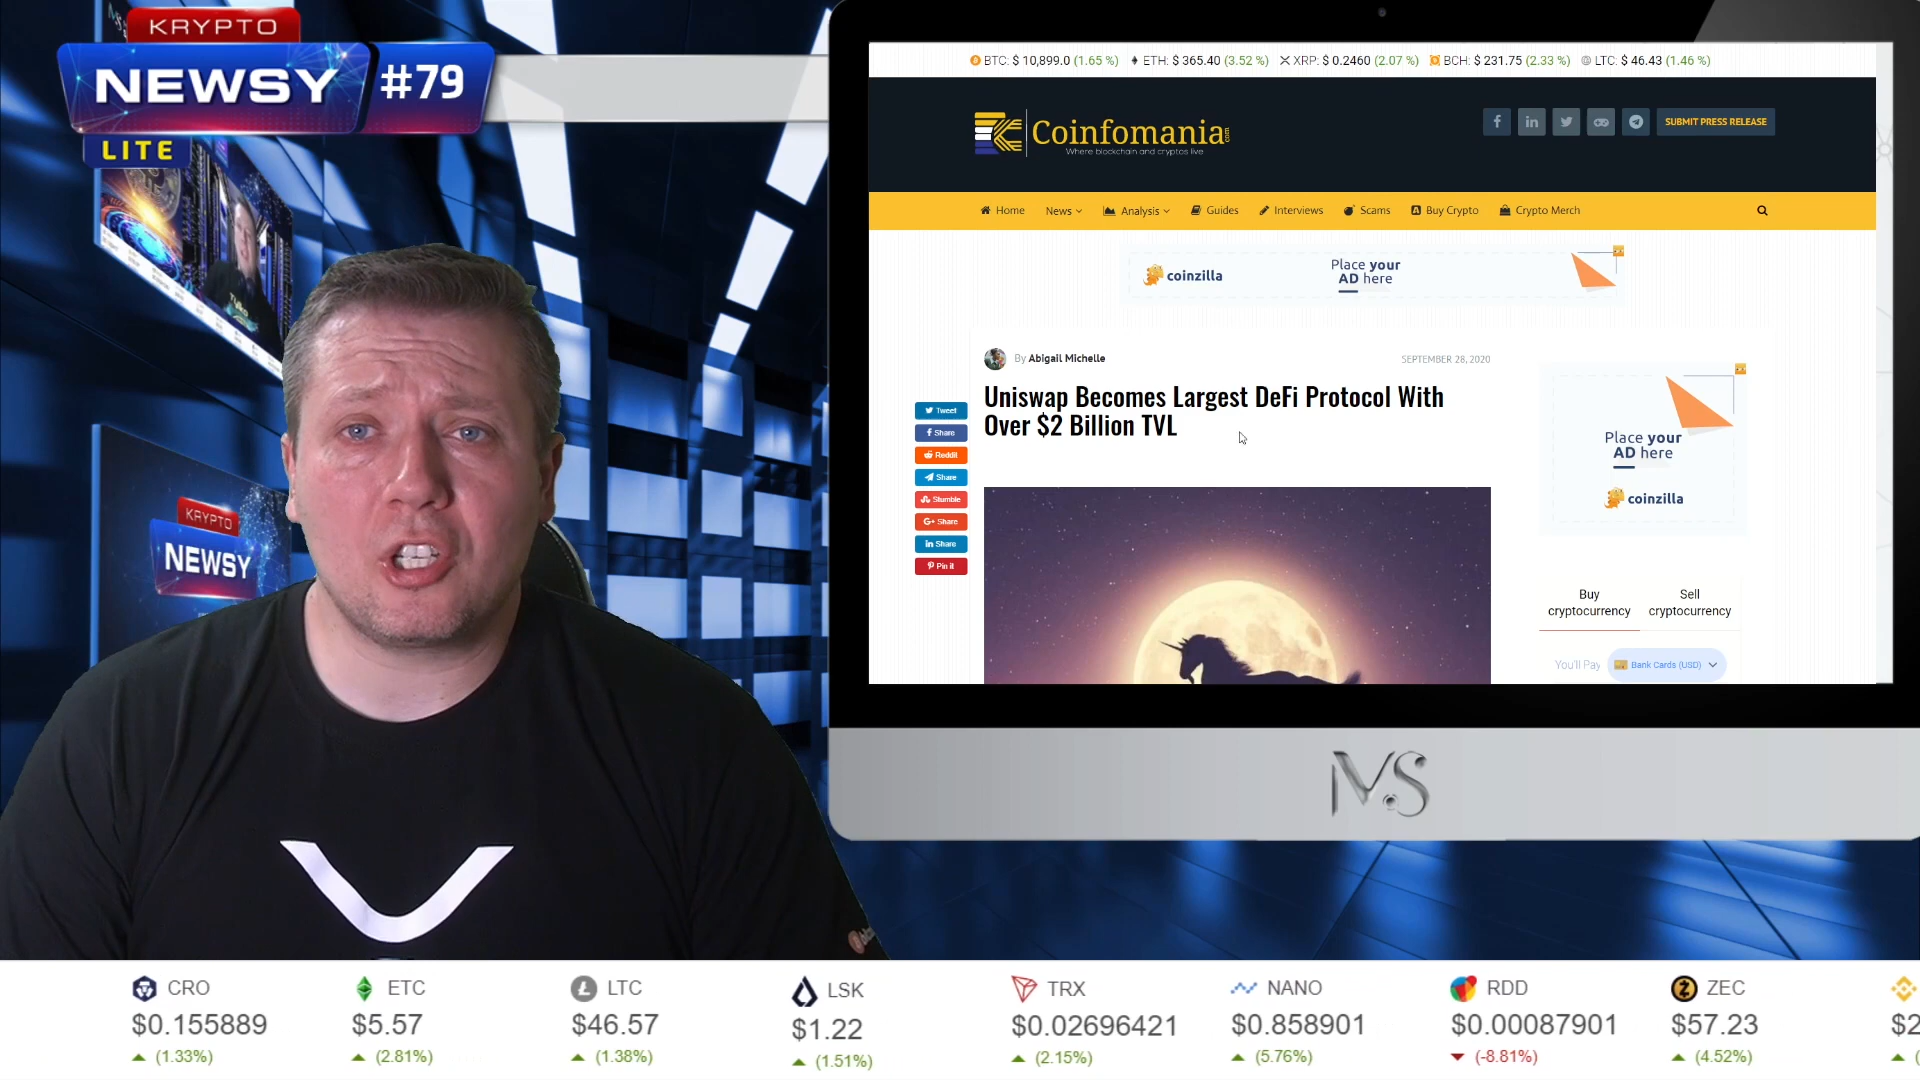 KRYPTO
NEWSY #79
LITE
KRYPTO
NEWSY
BTC: $ 10,899.0 (1.65 %) ETH: $ 365.40 (3.52 %) XRP: $ 0.2460 (2.07 %) BCH: $ 231.75 (2.33 %) LTC: $ 46.43 (1.46 %)
Coinfomania.com
Where blockchain and cryptos live
SUBMIT PRESS RELEASE
Home News Analysis Guides Interviews Scams Buy Crypto Crypto Merch
coinzilla
Place your
AD here
By Abigail Michelle
SEPTEMBER 28, 2020
Uniswap Becomes Largest DeFi Protocol With
Over $2 Billion TVL
Tweet
Share
Reddit
Share
Stumble
G+ Share
in Share
Pin it
Place your
AD here
coinzilla
Buy
cryptocurrency
Sell
cryptocurrency
You'll Pay
Bank Cards (USD)
MS
CRO
$0.155889
(1.33%)
ETC
$5.57
(2.81%)
LTC
$46.57
(1.38%)
LSK
$1.22
(1.51%)
TRX
$0.02696421
(2.15%)
NANO
$0.858901
(5.76%)
RDD
$0.00087901
(-8.81%)
ZEC
$57.23
(4.52%)
$2
(